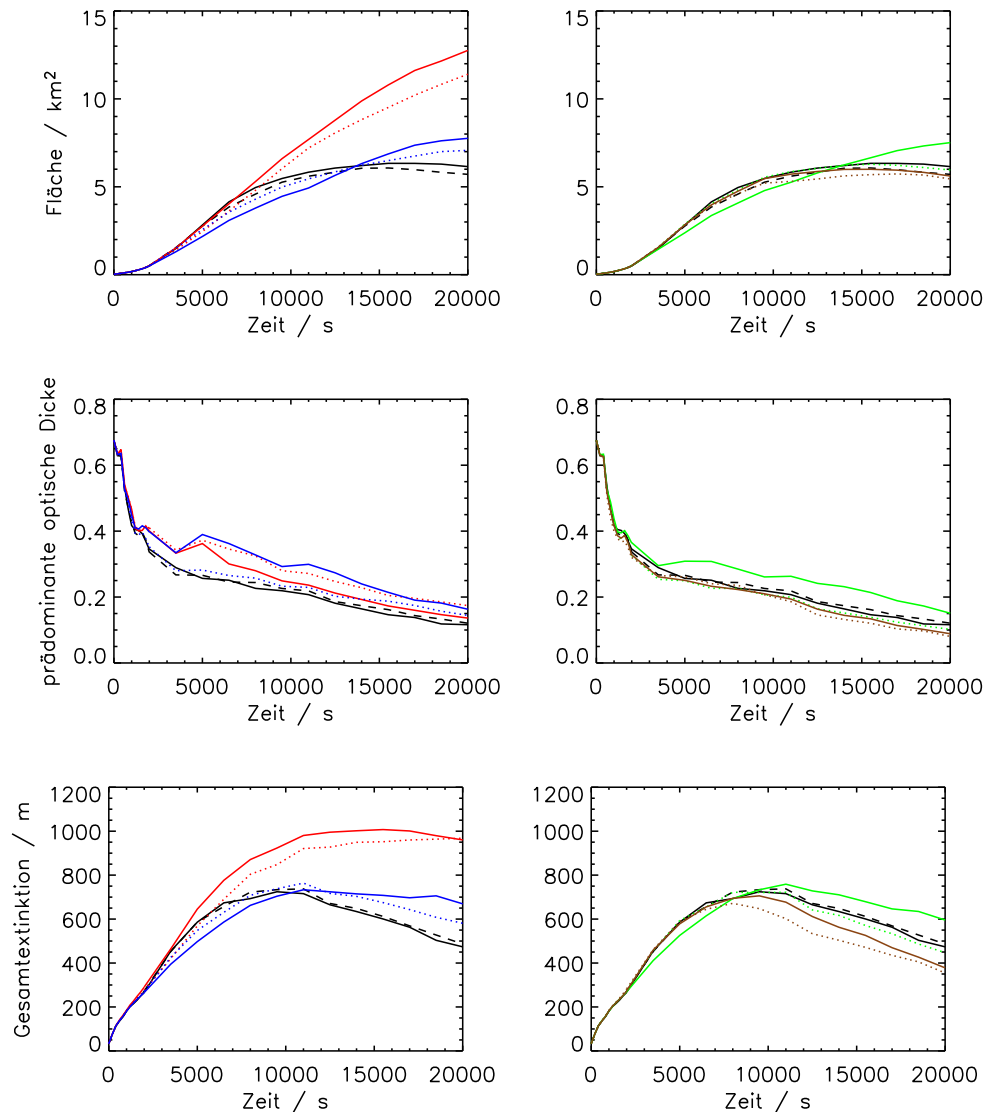 15
10
5
0
Fläche / km²
0 5000 10000 15000 20000
Zeit / s
15
10
5
0
0 5000 10000 15000 20000
Zeit / s
0.8
0.6
0.4
0.2
0.0
prädominante optische Dicke
0 5000 10000 15000 20000
Zeit / s
0.8
0.6
0.4
0.2
0.0
0 5000 10000 15000 20000
Zeit / s
1200
1000
800
600
400
200
0
Gesamtextinktion / m
0 5000 10000 15000 20000
Zeit / s
1200
1000
800
600
400
200
0
0 5000 10000 15000 20000
Zeit / s